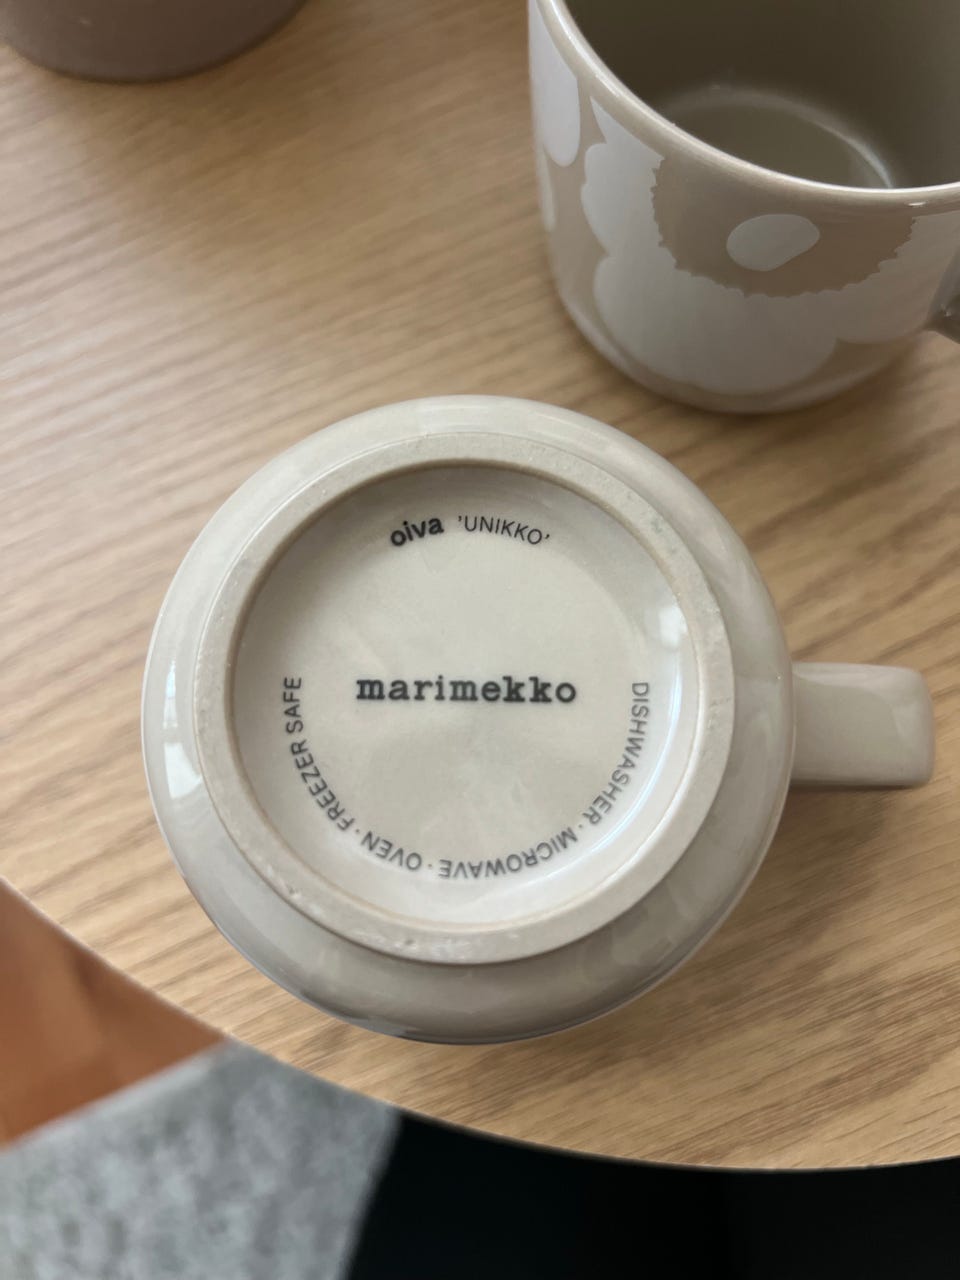 oiva 'UNIKKO'
marimekko
DISHWASHER · MICROWAVE · OVEN · FREEZER SAFE